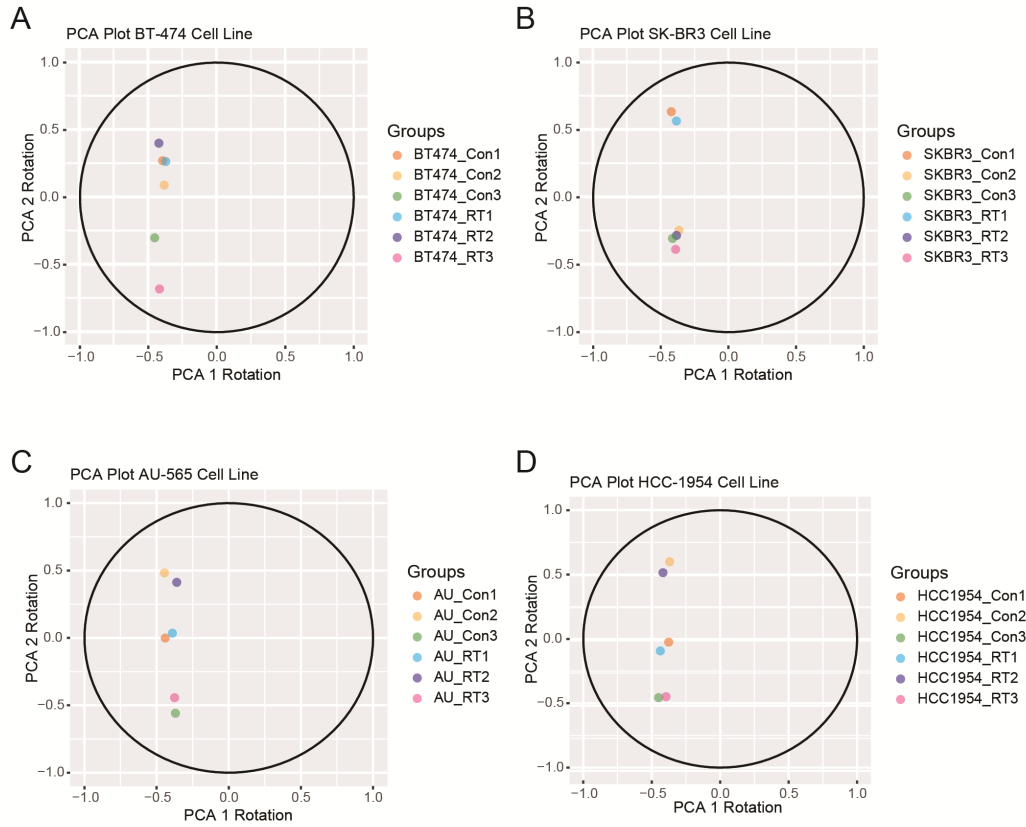 A
PCA Plot BT-474 Cell Line
1.0
0.5
0.0
−0.5
−1.0
PCA 2 Rotation
−1.0 −0.5 0.0 0.5 1.0
PCA 1 Rotation
Groups
BT474_Con1
BT474_Con2
BT474_Con3
BT474_RT1
BT474_RT2
BT474_RT3
B
PCA Plot SK-BR3 Cell Line
1.0
0.5
0.0
−0.5
−1.0
PCA 2 Rotation
−1.0 −0.5 0.0 0.5 1.0
PCA 1 Rotation
Groups
SKBR3_Con1
SKBR3_Con2
SKBR3_Con3
SKBR3_RT1
SKBR3_RT2
SKBR3_RT3
C
PCA Plot AU-565 Cell Line
1.0
0.5
0.0
−0.5
−1.0
PCA 2 Rotation
−1.0 −0.5 0.0 0.5 1.0
PCA 1 Rotation
Groups
AU_Con1
AU_Con2
AU_Con3
AU_RT1
AU_RT2
AU_RT3
D
PCA Plot HCC-1954 Cell Line
1.0
0.5
0.0
−0.5
−1.0
PCA 2 Rotation
−1.0 −0.5 0.0 0.5 1.0
PCA 1 Rotation
Groups
HCC1954_Con1
HCC1954_Con2
HCC1954_Con3
HCC1954_RT1
HCC1954_RT2
HCC1954_RT3